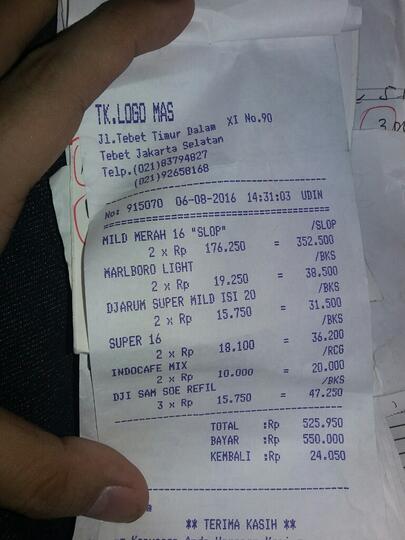 TK.LOGO MAS
Jl.Tebet Timur Dalam XI No.90
Tebet Jakarta Selatan
Telp.(021)83794827
(021)92658168
No: 915070 06-08-2016 14:31:03 UDIN
MILD MERAH 16 "SLOP" /SLOP
2 x Rp 176.250 = 352.500
MARLBORO LIGHT /BKS
2 x Rp 19.250 = 38.500
DJARUM SUPER MILD ISI 20 /BKS
2 x Rp 15.750 = 31.500
SUPER 16 /BKS
2 x Rp 18.100 = 36.200
INDOCAFE MIX /RCG
2 x Rp 10.000 = 20.000
DJI SAM SOE REFIL /BKS
3 x Rp 15.750 = 47.250
TOTAL :Rp 525.950
BAYAR :Rp 550.000
KEMBALI :Rp 24.050
** TERIMA KASIH **